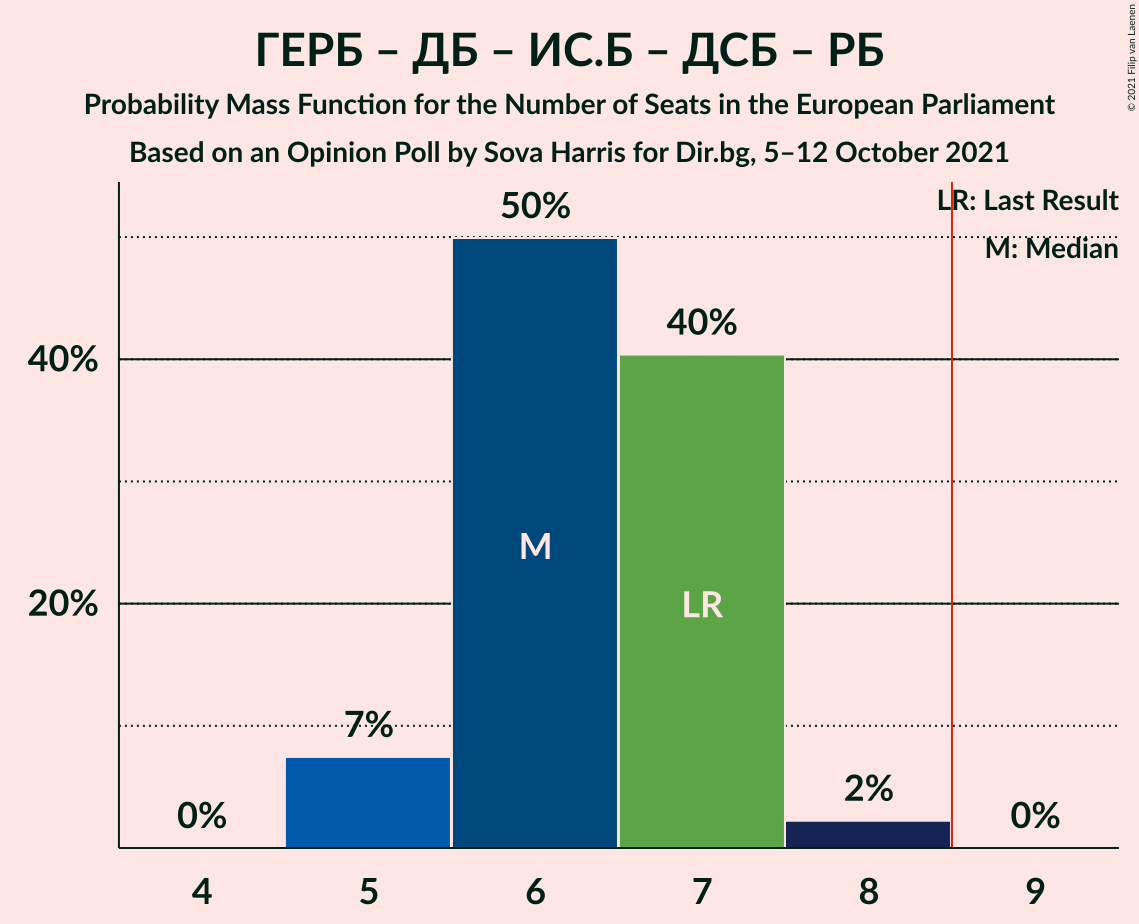 ГЕРБ – ДБ – ИС.Б – ДСБ – РБ
Probability Mass Function for the Number of Seats in the European Parliament
Based on an Opinion Poll by Sova Harris for Dir.bg, 5–12 October 2021
© 2021 Filip van Laenen
LR: Last Result
M: Median
50%
40%
40%
20%
M
LR
7%
2%
0%
0%
4 5 6 7 8 9